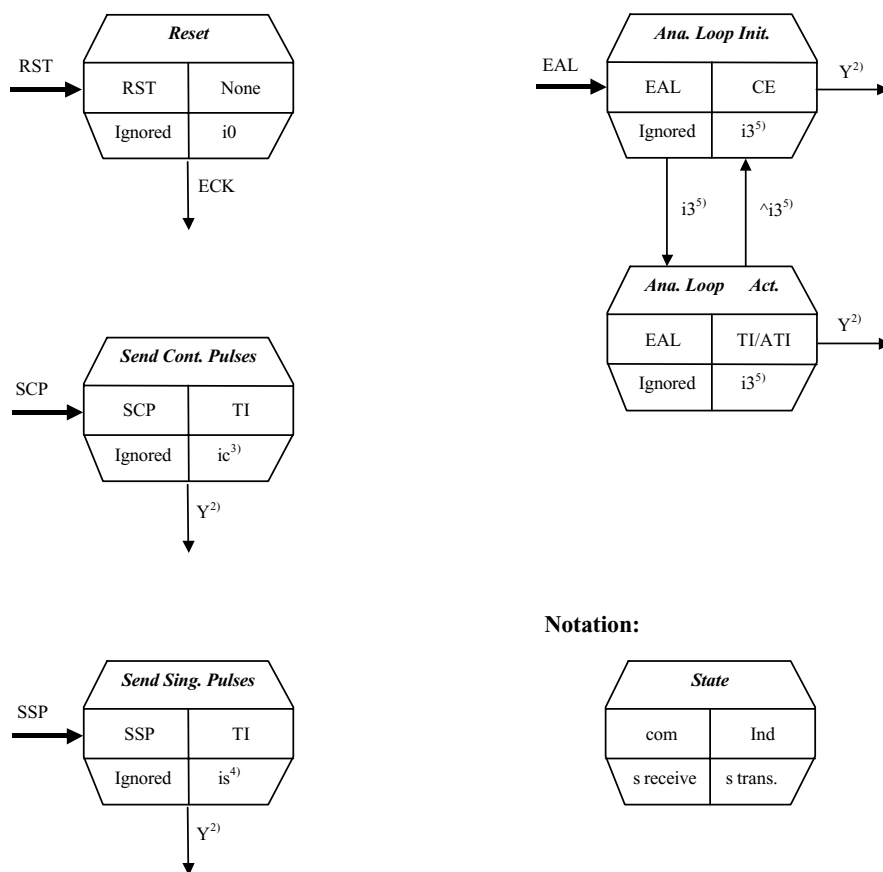 Reset
RST
RST None
Ignored i0
ECK
Ana. Loop Init.
EAL
EAL CE
Y2)
Ignored i35)
i35) ^i35)
Ana. Loop Act.
EAL TI/ATI
Y2)
Ignored i35)
Send Cont. Pulses
SCP
SCP TI
Ignored ic3)
Y2)
Send Sing. Pulses
SSP
SSP TI
Ignored is4)
Y2)
Notation:
State
com Ind
s receive s trans.